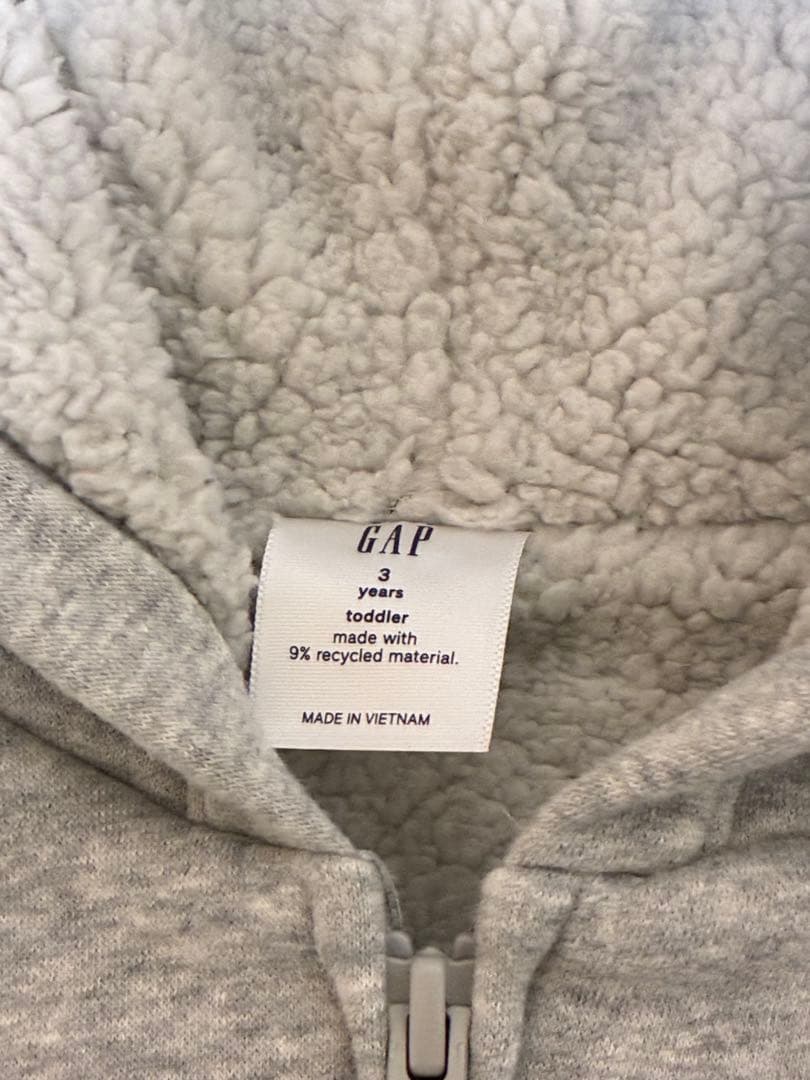 GAP
3
years
toddler
made with
9% recycled material.
MADE IN VIETNAM